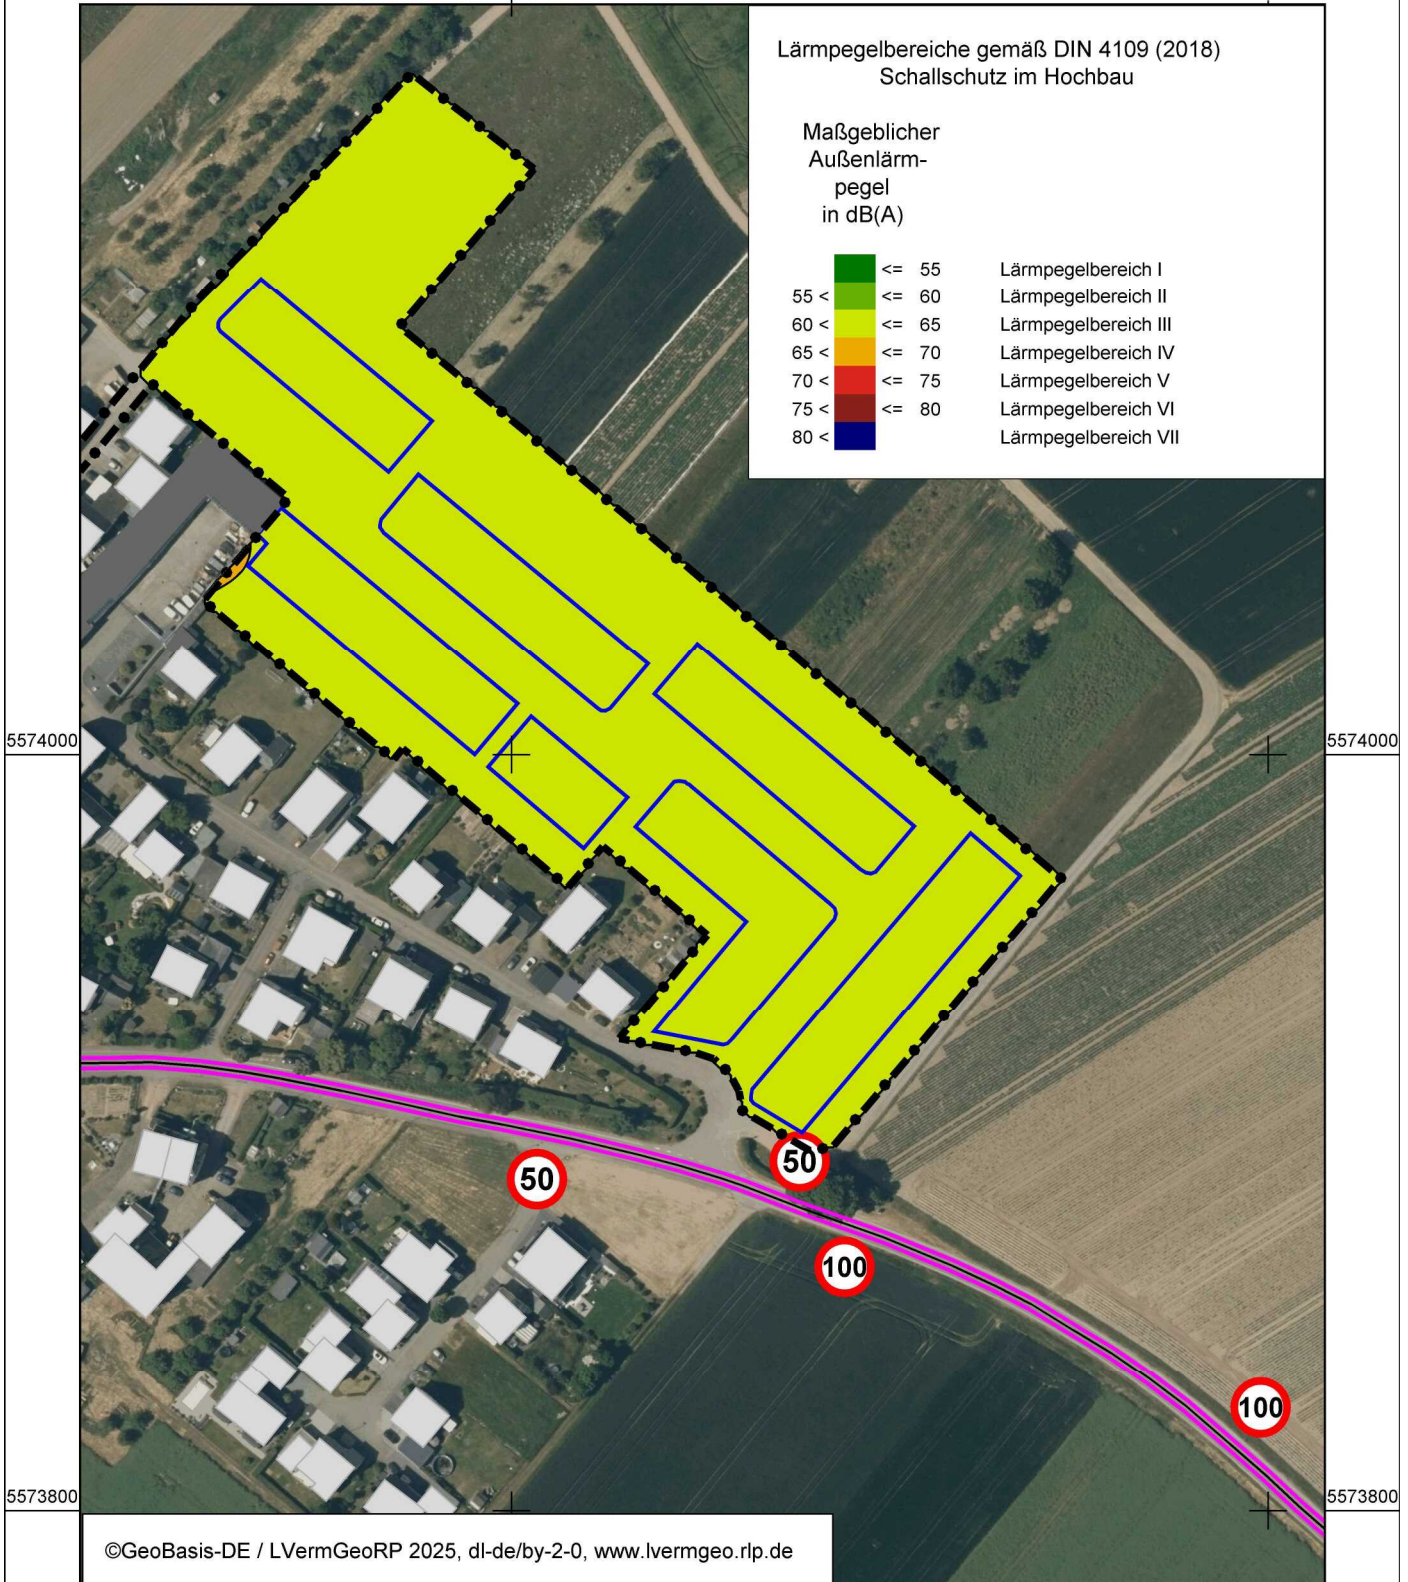 Lärmpegelbereiche gemäß DIN 4109 (2018)
Schallschutz im Hochbau
Maßgeblicher
Außenlärm-
pegel
in dB(A)
<= 55 Lärmpegelbereich I
55 < <= 60 Lärmpegelbereich II
60 < <= 65 Lärmpegelbereich III
65 < <= 70 Lärmpegelbereich IV
70 < <= 75 Lärmpegelbereich V
75 < <= 80 Lärmpegelbereich VI
80 < Lärmpegelbereich VII
5574000 5574000
50
50
100
100
5573800 5573800
©GeoBasis-DE / LVermGeoRP 2025, dl-de/by-2-0, www.lvermgeo.rlp.de